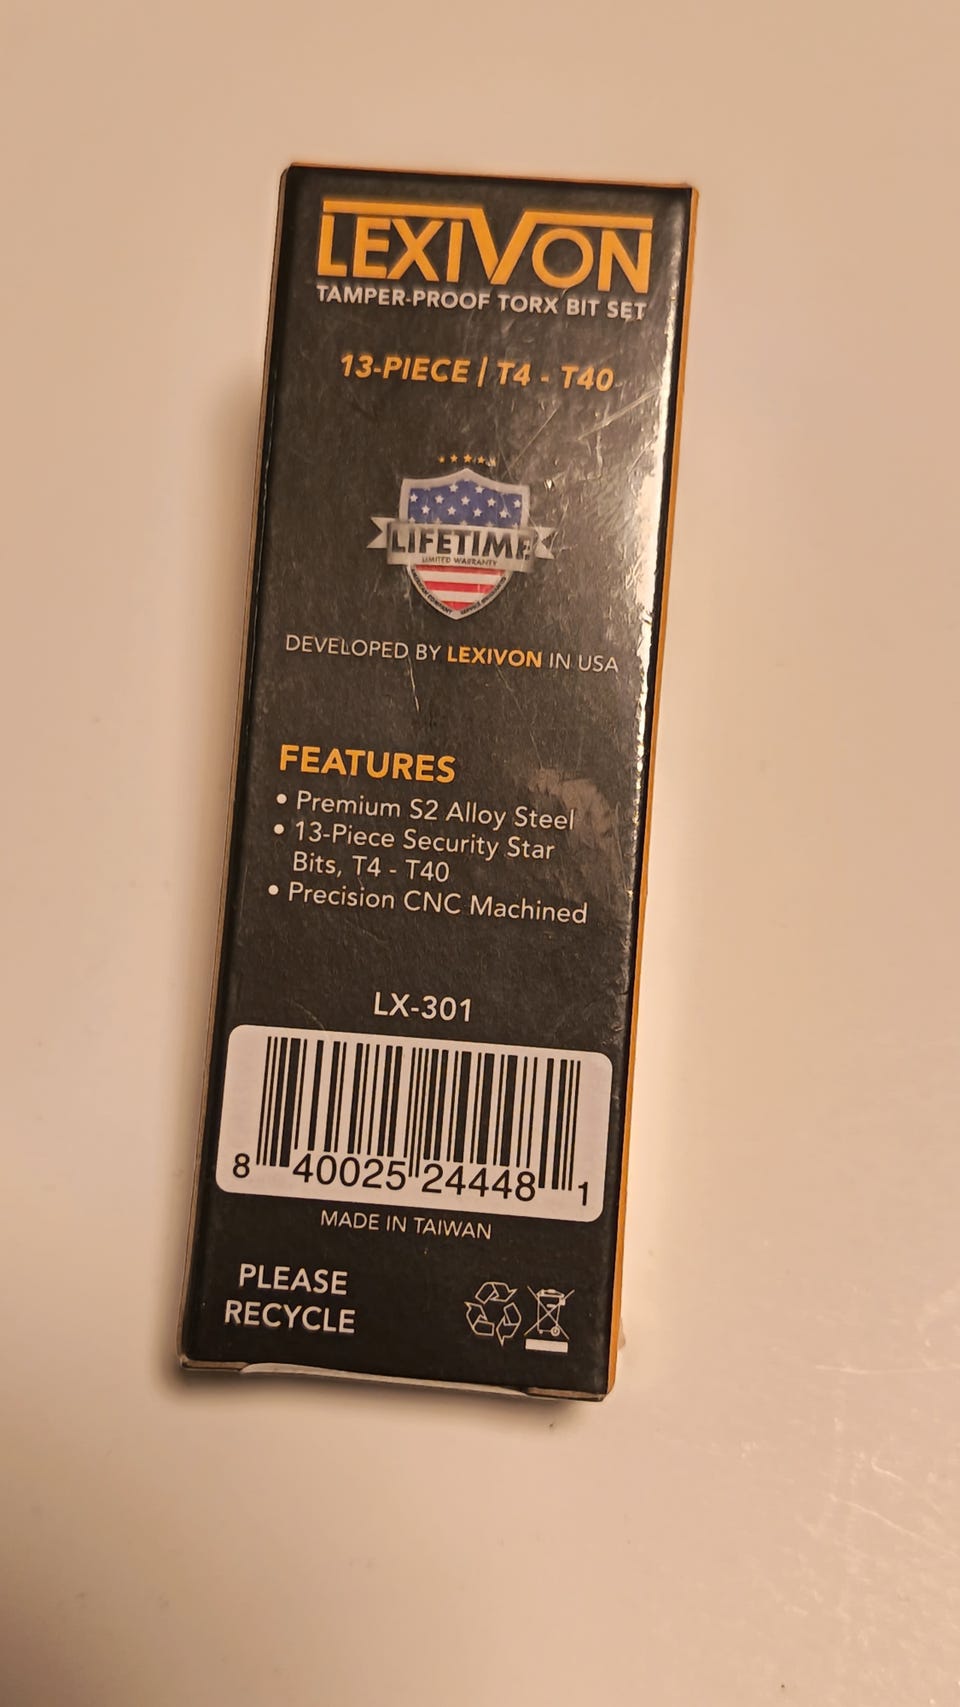 LEXIVON
TAMPER-PROOF TORX BIT SET
13-PIECE | T4 - T40
LIFETIME
LIMITED WARRANTY
DEVELOPED BY LEXIVON IN USA
FEATURES
• Premium S2 Alloy Steel
• 13-Piece Security Star
Bits, T4 - T40
• Precision CNC Machined
LX-301
8 40025 24448 1
MADE IN TAIWAN
PLEASE
RECYCLE